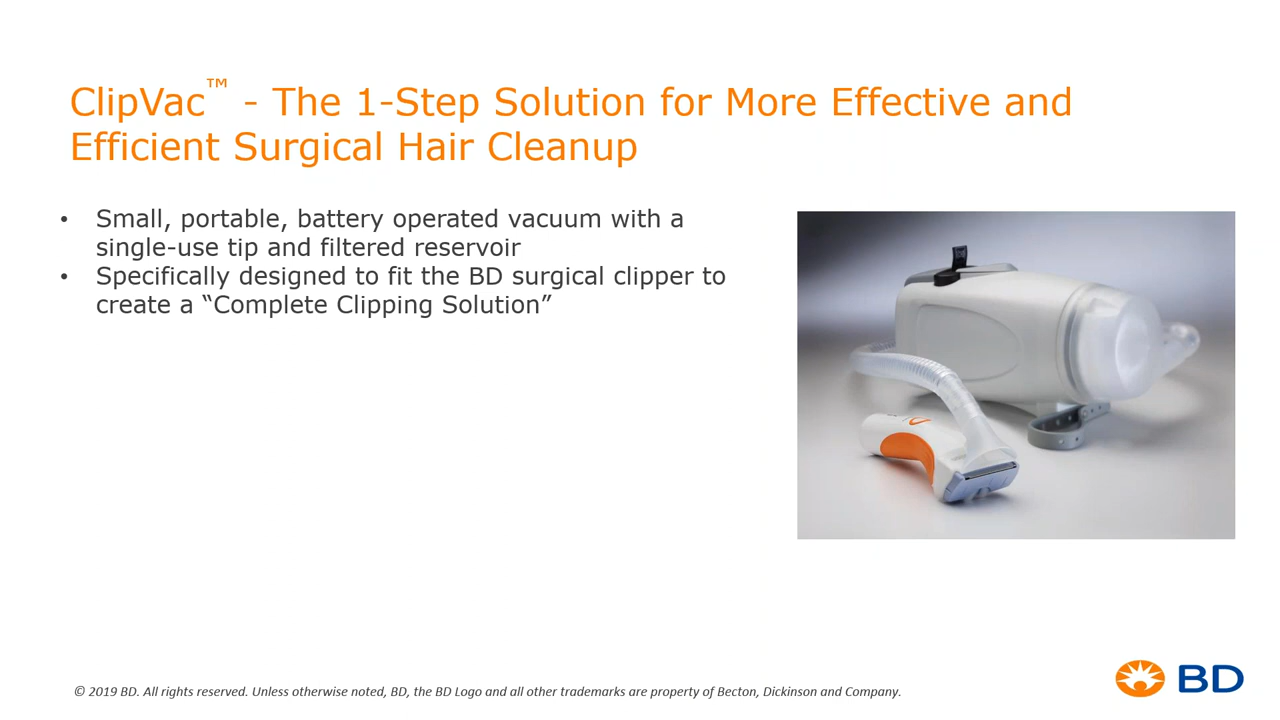 ClipVac™ - The 1-Step Solution for More Effective and
Efficient Surgical Hair Cleanup
• Small, portable, battery operated vacuum with a
single-use tip and filtered reservoir
• Specifically designed to fit the BD surgical clipper to
create a “Complete Clipping Solution”
© 2019 BD. All rights reserved. Unless otherwise noted, BD, the BD Logo and all other trademarks are property of Becton, Dickinson and Company.
BD